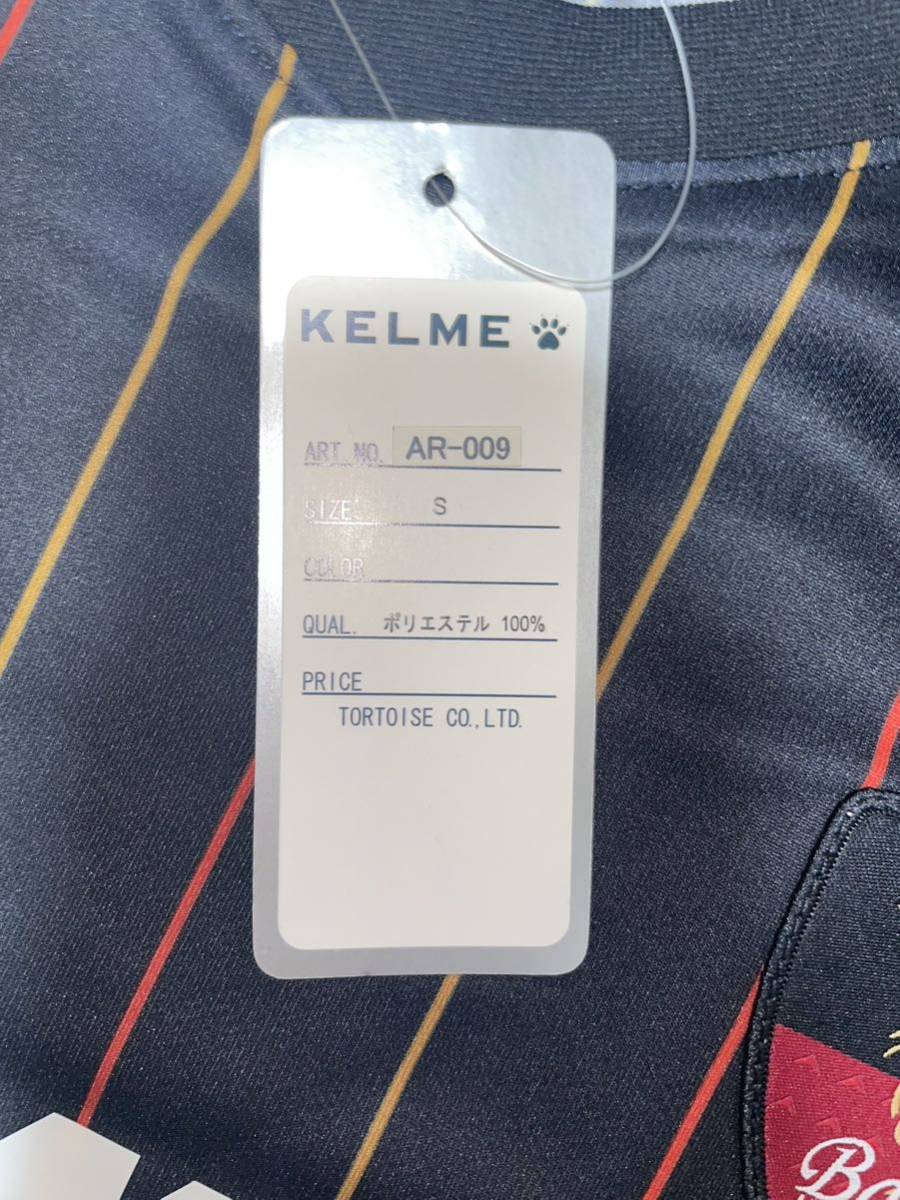 KELME
ART.NO. AR-009
SIZE S
COLOR
QUAL. ポリエステル 100%
PRICE
TORTOISE CO.,LTD.